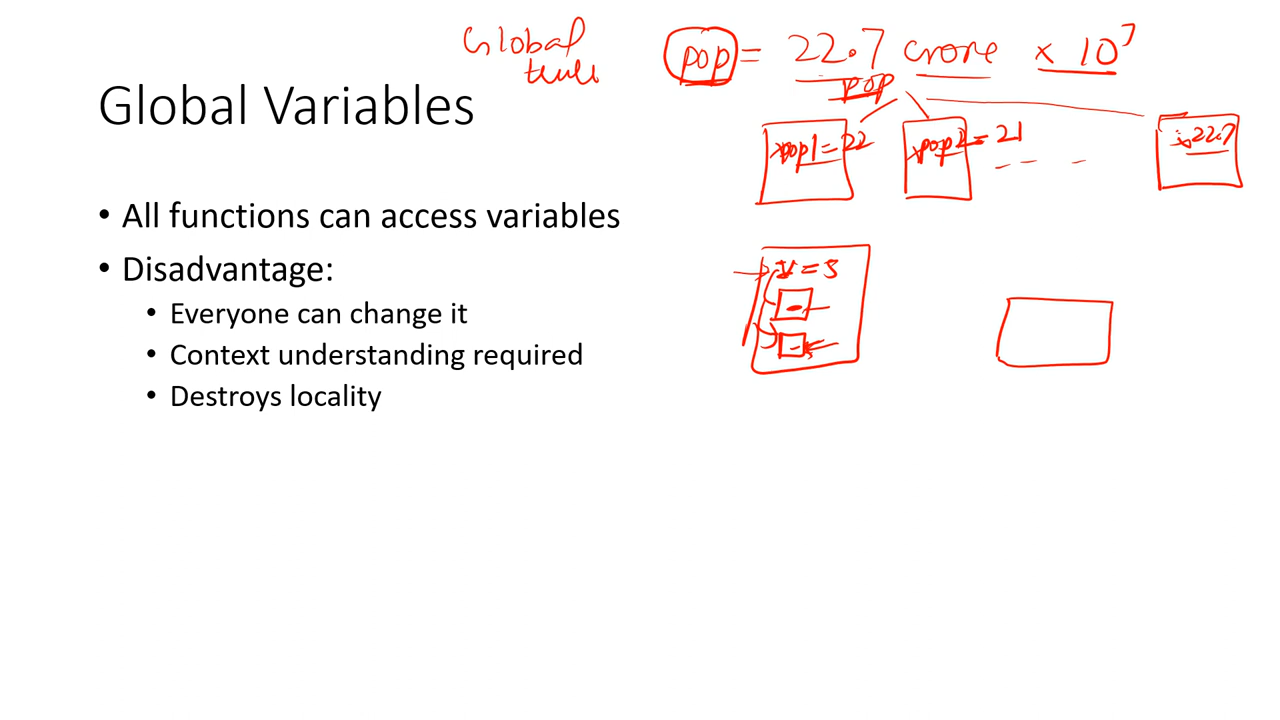 Global
pop = 22.7 crore × 10⁷
pop
Global Variables
pop1 = 22
pop2 = 21
22.7
• All functions can access variables
• Disadvantage:
= 5
• Everyone can change it
• Context understanding required
• Destroys locality